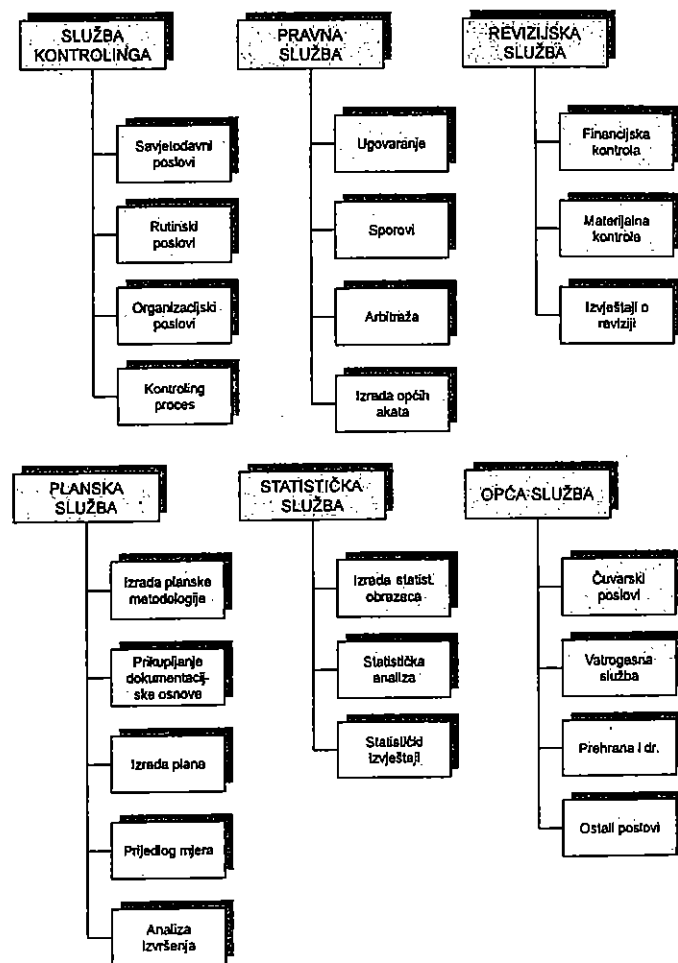 SLUŽBA
KONTROLINGA
Savjetodavni
poslovi
Rutinski
poslovi
Organizacijski
poslovi
Kontroling
proces
PRAVNA
SLUŽBA
Ugovaranje
Sporovi
Arbitraža
Izrada općih
akata
REVIZIJSKA
SLUŽBA
Financijska
kontrola
Materijalna
kontrola
Izvještaji o
reviziji
PLANSKA
SLUŽBA
Izrada planske
metodologije
Prikupljanje
dokumentacij-
ske osnove
Izrada plana
Prijedlog mjera
Analiza
izvršenja
STATISTIČKA
SLUŽBA
Izrada statist.
obrazaca
Statistička
analiza
Statistički
izvještaji
OPĆA SLUŽBA
Čuvarski
poslovi
Vatrogasna
služba
Prehrana i dr.
Ostali poslovi